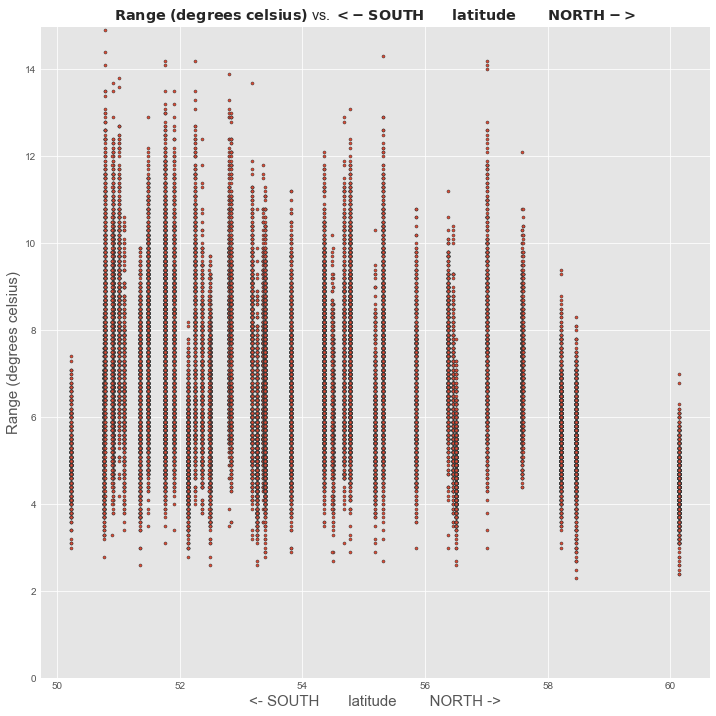 Range (degrees celsius) vs. <- SOUTH latitude NORTH ->
14
12
10
8
6
4
2
0
Range (degrees celsius)
50 52 54 56 58 60
<- SOUTH latitude NORTH ->